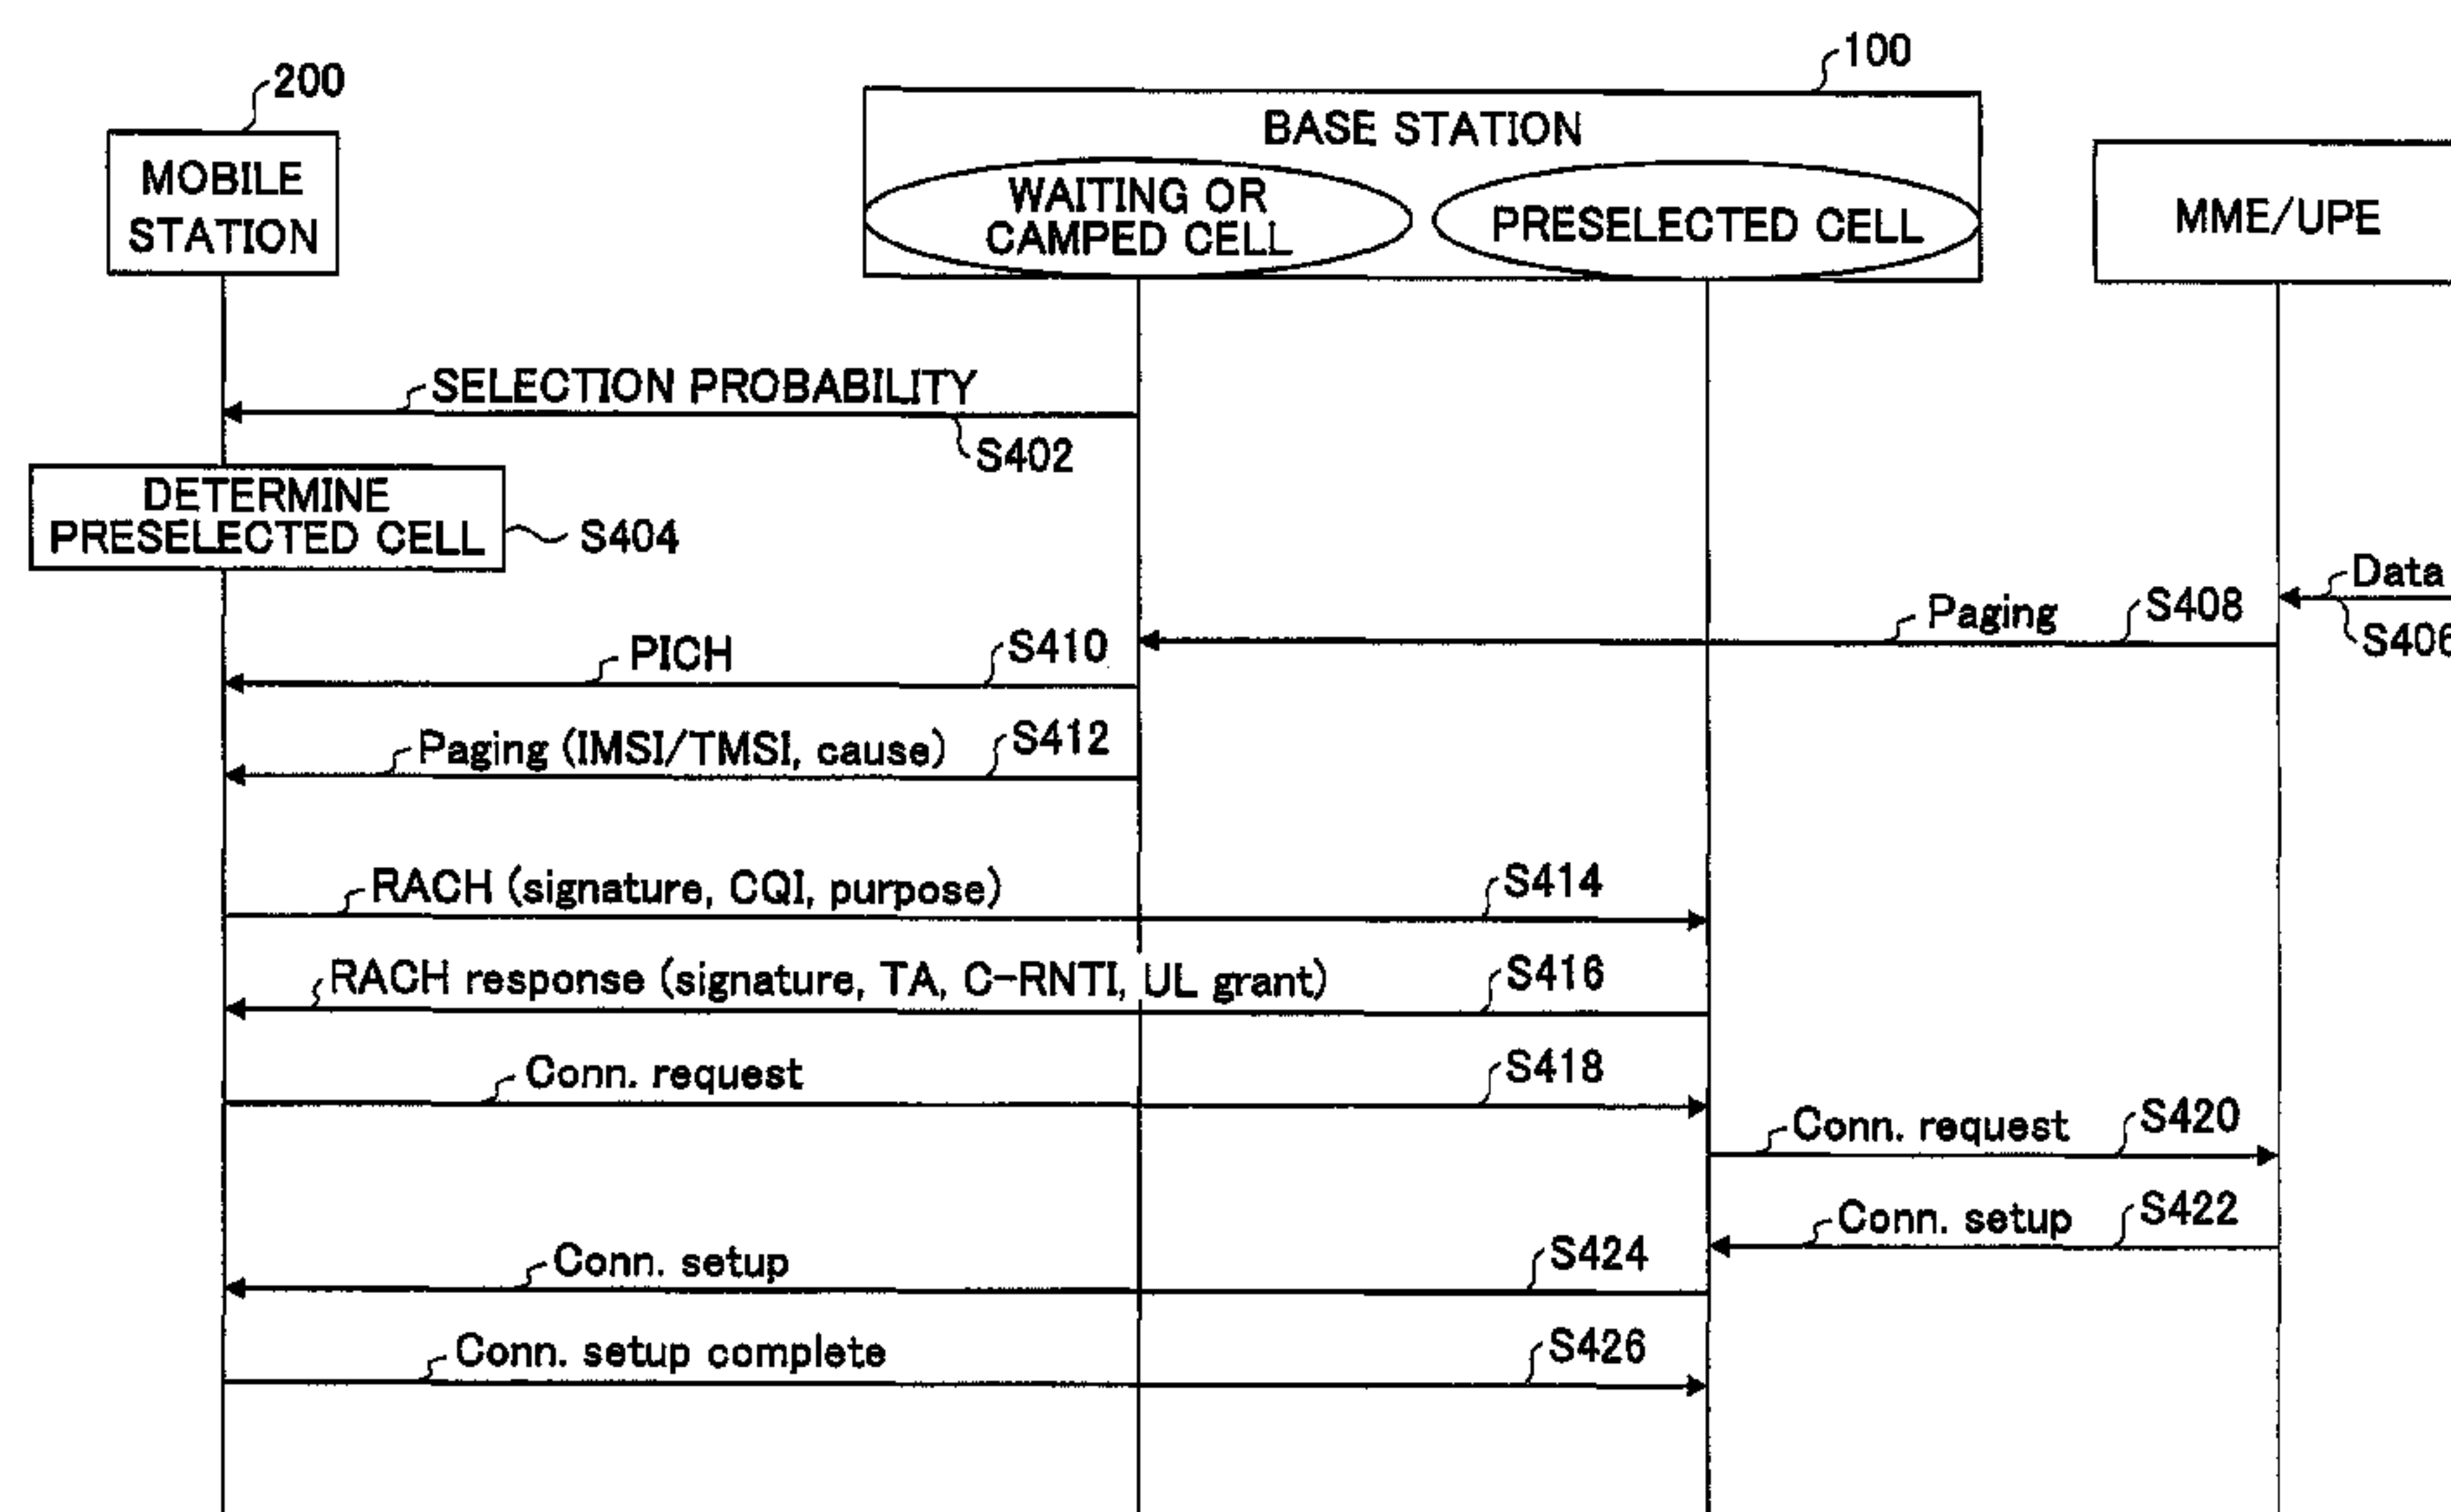 100
200
BASE STATION
MOBILE
STATION
WAITING OR
CAMPED CELL
PRESELECTED CELL
MME/UPE
SELECTION PROBABILITY
S402
DETERMINE
PRESELECTED CELL
S404
Data
S406
Paging
S408
PICH
S410
Paging (IMSI/TMSI, cause)
S412
RACH (signature, CQI, purpose)
S414
RACH response (signature, TA, C-RNTI, UL grant)
S416
Conn. request
S418
Conn. request
S420
Conn. setup
S422
Conn. setup
S424
Conn. setup complete
S426